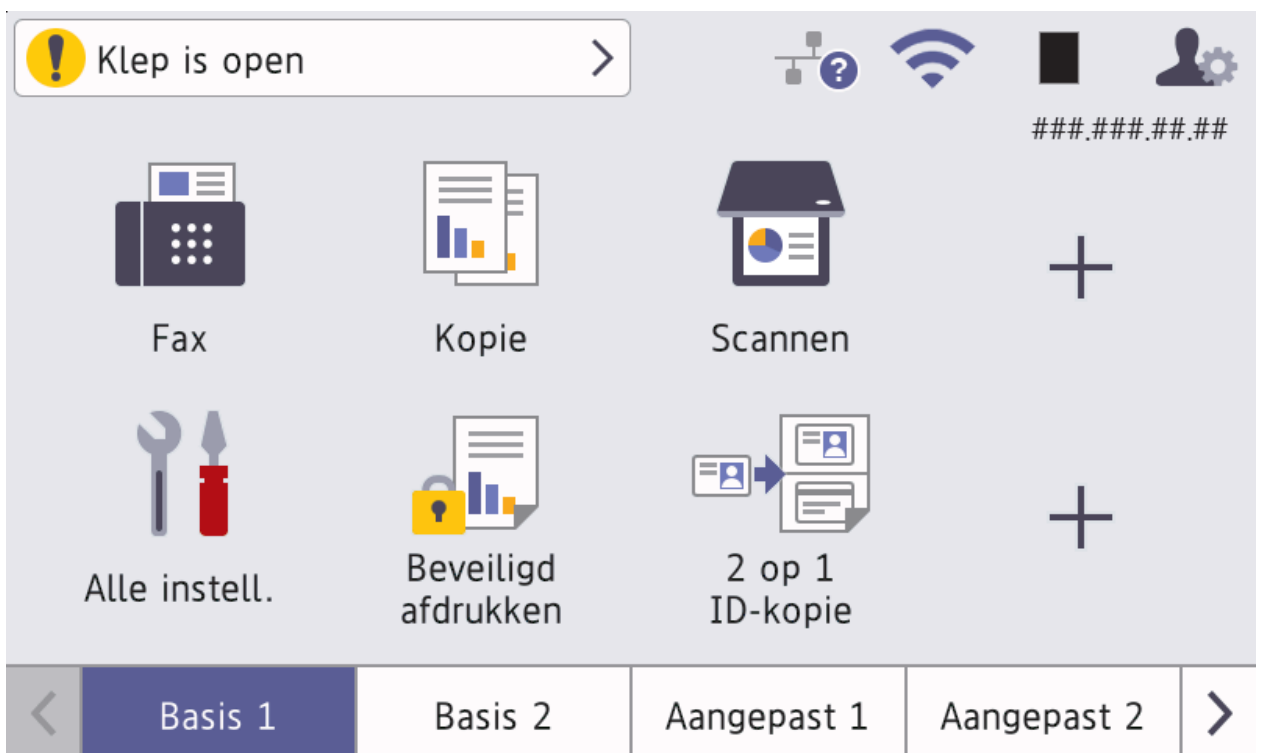 Klep is open
?
###.###.##.##
Fax
Kopie
Scannen
Alle instell.
Beveiligd
afdrukken
2 op 1
ID-kopie
Basis 1
Basis 2
Aangepast 1
Aangepast 2